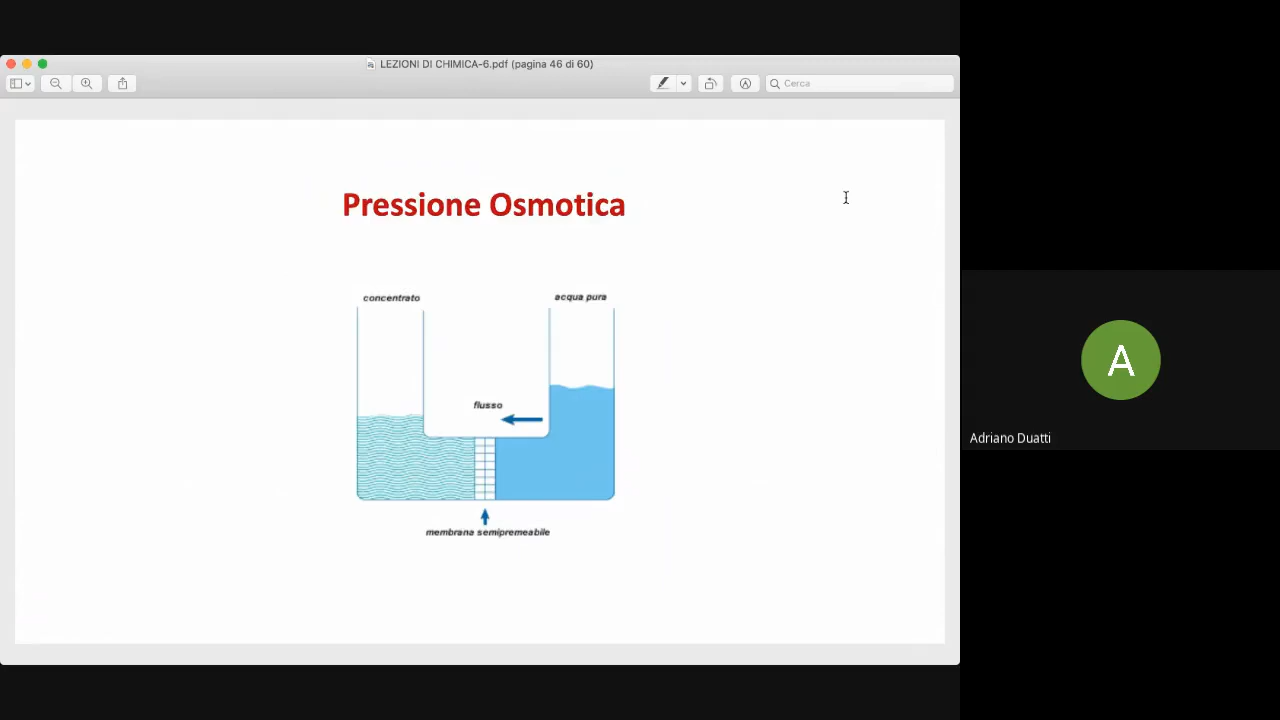 LEZIONI DI CHIMICA-6.pdf (pagina 46 di 60)
Cerca
Pressione Osmotica
concentrato
acqua pura
flusso
membrana semipremeabile
A
Adriano Duatti